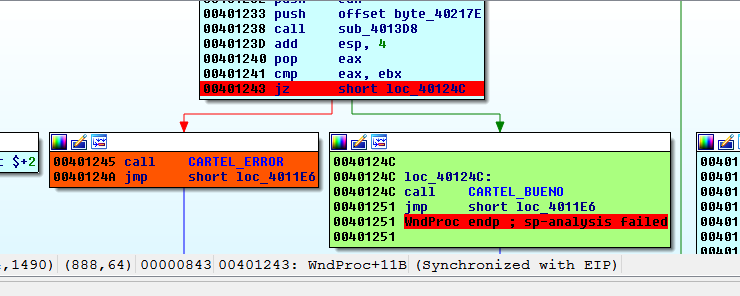 00401233 push    offset byte_40217E
00401238 call    sub_4013D8
0040123D add     esp, 4
00401240 pop     eax
00401241 cmp     eax, ebx
00401243 jz      short loc_40124C
t $+2
00401245 call    CARTEL_ERROR
0040124A jmp     short loc_4011E6
0040124C
0040124C loc_40124C:
0040124C call    CARTEL_BUENO
00401251 jmp     short loc_4011E6
00401251 WndProc endp ; sp-analysis failed
00401251
,1490) (888,64) 00000843 00401243: WndProc+11B (Synchronized with EIP)